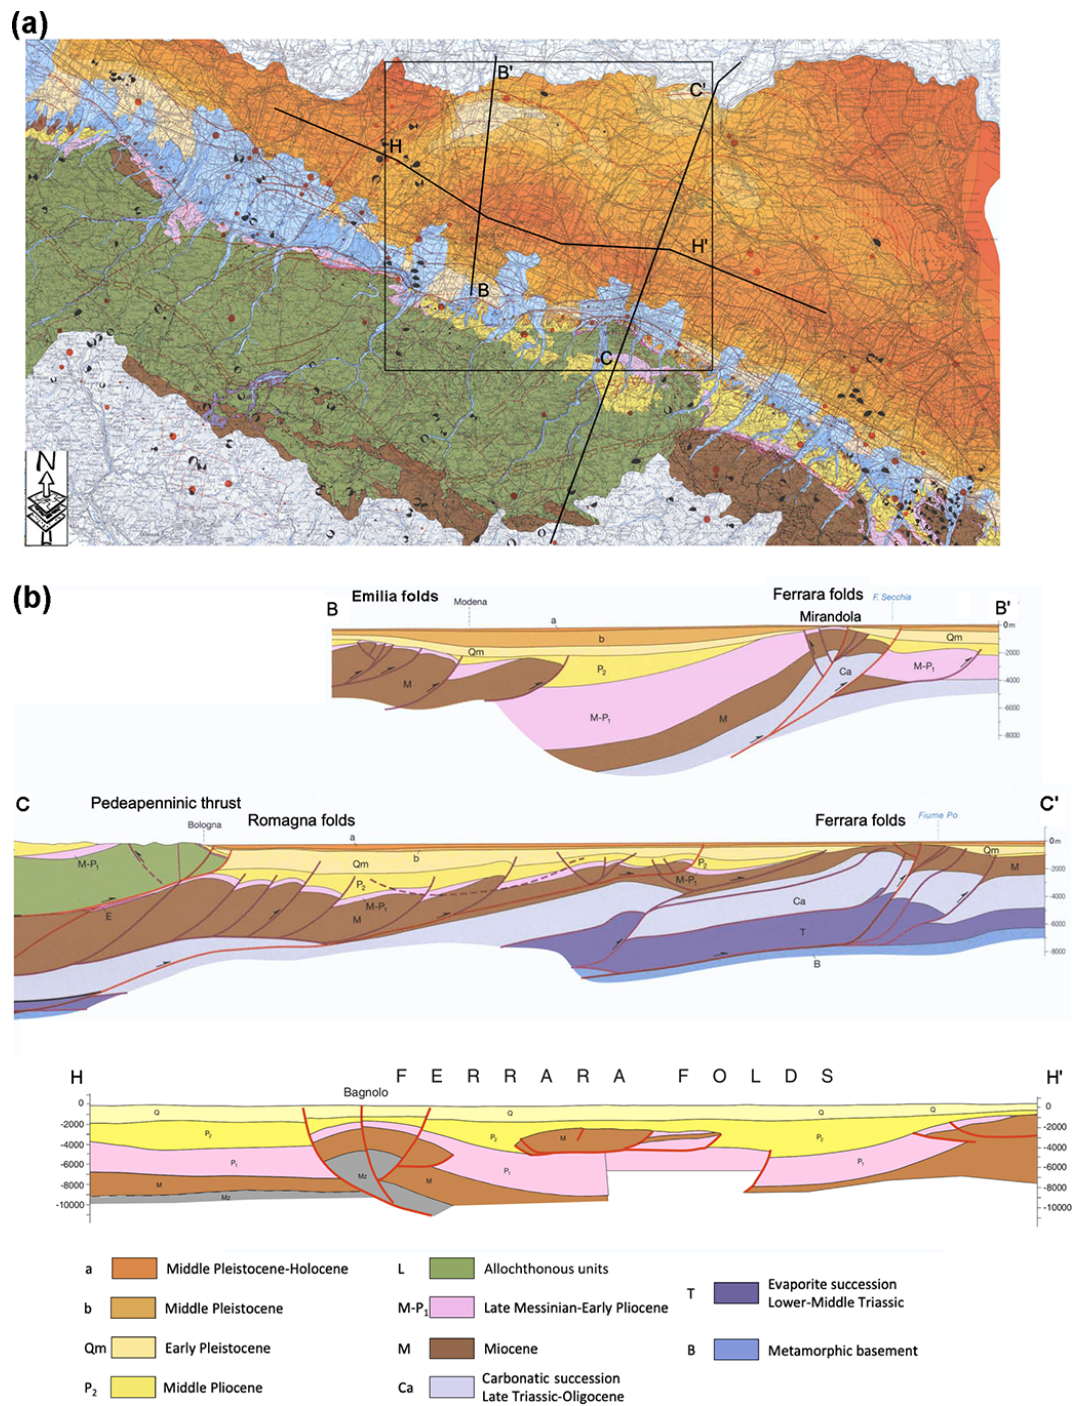 (a)
B'
C'
H
H'
B
C
N
(b)
B
Emilia folds
Modena
Ferrara folds
F. Secchia
Mirandola
B'
a
b
Qm
Qm
Qm
P2
M-P1
M
M-P1
M
Ca
0m
-2000
-4000
-6000
-8000
C
Pedeapenninic thrust
Bologna
Romagna folds
Ferrara folds
Fiume Po
C'
a
b
M-P1
Qm
P2
P2
Qm
M
M-P1
M-P1
E
M
Ca
T
B
0m
-2000
-4000
-6000
-8000
H
Bagnolo
F E R R A R A F O L D S
H'
0
-2000
-4000
-6000
-8000
-10000
Q
Q
Q
Q
P2
P2
M
P2
P1
P1
P1
M
Mz
M
Mz
0
-2000
-4000
-6000
-8000
-10000
a Middle Pleistocene-Holocene
b Middle Pleistocene
Qm Early Pleistocene
P2 Middle Pliocene
L Allochthonous units
M-P1 Late Messinian-Early Pliocene
M Miocene
Ca Carbonatic succession
Late Triassic-Oligocene
T Evaporite succession
Lower-Middle Triassic
B Metamorphic basement